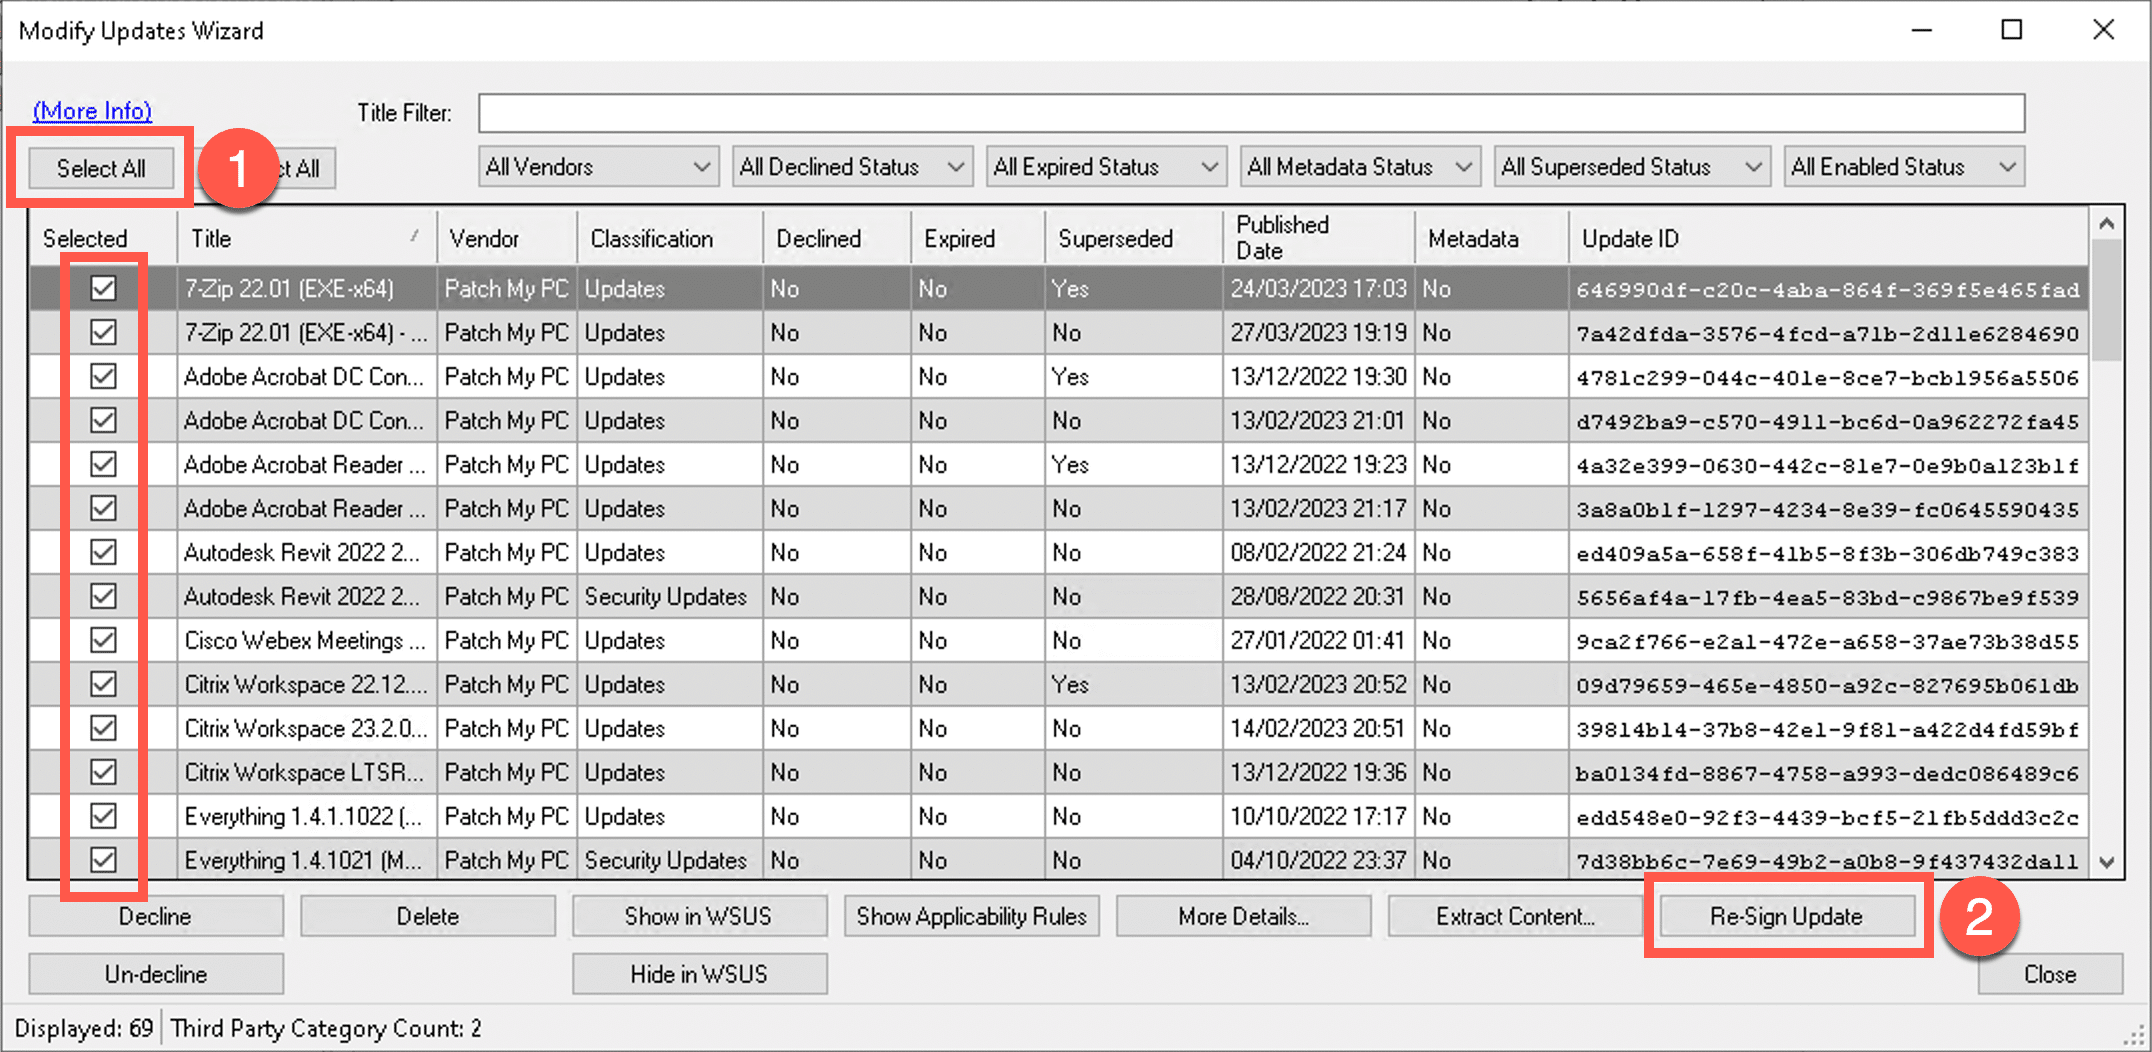 Modify Updates Wizard
(More Info)
Title Filter:
Select All
1
ct All
All Vendors
All Declined Status
All Expired Status
All Metadata Status
All Superseded Status
All Enabled Status
Selected Title Vendor Classification Declined Expired Superseded Published Date Metadata Update ID
7-Zip 22.01 (EXE-x64) Patch My PC Updates No No Yes 24/03/2023 17:03 No 646990df-c20c-4aba-864f-369f5e465fad
7-Zip 22.01 (EXE-x64) - ... Patch My PC Updates No No No 27/03/2023 19:19 No 7a42dfda-3576-4fcd-a71b-2d11e6284690
Adobe Acrobat DC Con... Patch My PC Updates No No Yes 13/12/2022 19:30 No 4781c299-044c-401e-8ce7-bcb1956a5506
Adobe Acrobat DC Con... Patch My PC Updates No No No 13/02/2023 21:01 No d7492ba9-c570-4911-bc6d-0a962272fa45
Adobe Acrobat Reader ... Patch My PC Updates No No Yes 13/12/2022 19:23 No 4a32e399-0630-442c-81e7-0e9b0a123b1f
Adobe Acrobat Reader ... Patch My PC Updates No No No 13/02/2023 21:17 No 3a8a0b1f-1297-4234-8e39-fc0645590435
Autodesk Revit 2022 2... Patch My PC Updates No No No 08/02/2022 21:24 No ed409a5a-658f-41b5-8f3b-306db749c383
Autodesk Revit 2022 2... Patch My PC Security Updates No No No 28/08/2022 20:31 No 5656af4a-17fb-4ea5-83bd-c9867be9f539
Cisco Webex Meetings ... Patch My PC Updates No No No 27/01/2022 01:41 No 9ca2f766-e2a1-472e-a658-37ae73b38d55
Citrix Workspace 22.12.... Patch My PC Updates No No Yes 13/02/2023 20:52 No 09d79659-465e-4850-a92c-827695b061db
Citrix Workspace 23.2.0... Patch My PC Updates No No No 14/02/2023 20:51 No 39814b14-37b8-42e1-9f81-a422d4fd59bf
Citrix Workspace LTSR... Patch My PC Updates No No No 13/12/2022 19:36 No ba0134fd-8867-4758-a993-dedc086489c6
Everything 1.4.1.1022 (... Patch My PC Updates No No No 10/10/2022 17:17 No edd548e0-92f3-4439-bcf5-21fb5ddd3c2c
Everything 1.4.1021 (M... Patch My PC Security Updates No No No 04/10/2022 23:37 No 7d38bb6c-7e69-49b2-a0b8-9f437432da11
Decline
Delete
Show in WSUS
Show Applicability Rules
More Details...
Extract Content...
Re-Sign Update
2
Un-decline
Hide in WSUS
Close
Displayed: 69
Third Party Category Count: 2